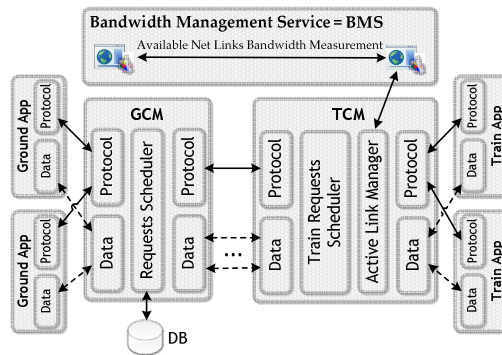 Bandwidth Management Service = BMS
Available Net Links Bandwidth Measurement
Ground App
Protocol
Data
Ground App
Protocol
Data
GCM
Protocol
Data
Requests Scheduler
Protocol
Data
...
DB
TCM
Protocol
Data
Train Requests
Scheduler
Active Link Manager
Protocol
Data
Train App
Protocol
Data
Train App
Protocol
Data